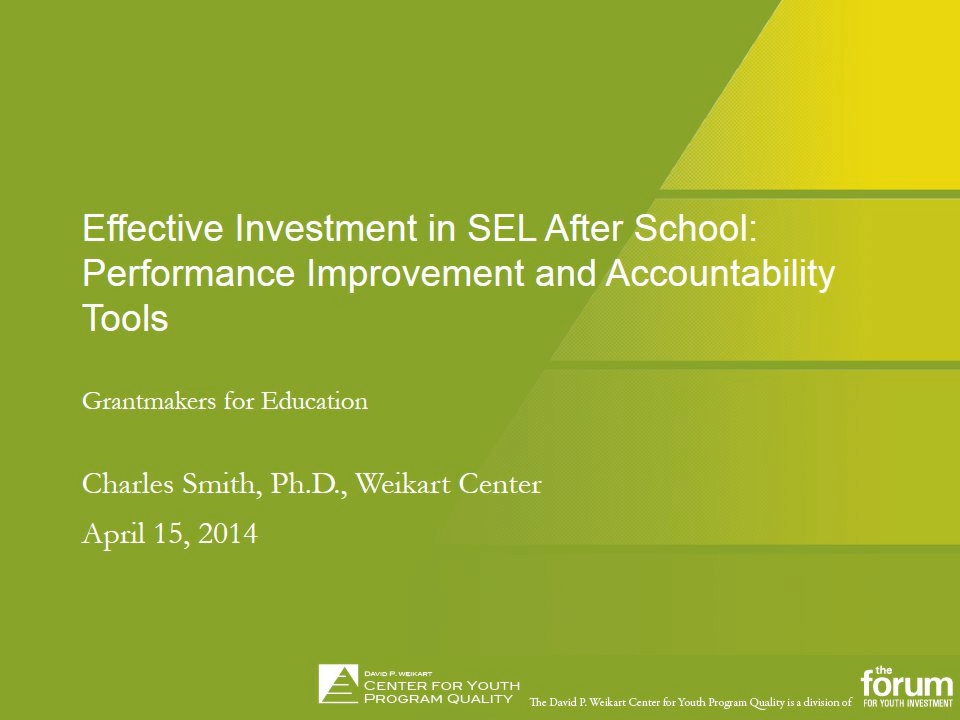 Effective Investment in SEL After School:
Performance Improvement and Accountability
Tools
Grantmakers for Education
Charles Smith, Ph.D., Weikart Center
April 15, 2014
David P. Weikart
Center for Youth
Program Quality
The David P. Weikart Center for Youth Program Quality is a division of
the
forum
FOR YOUTH INVESTMENT